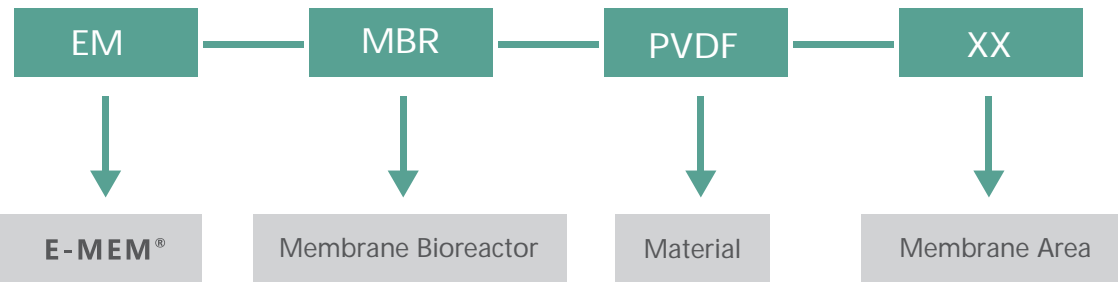 EM MBR PVDF XX
E-MEM® Membrane Bioreactor Material Membrane Area